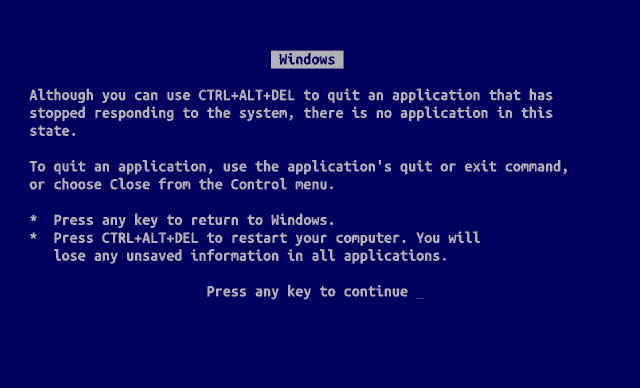 Windows
Although you can use CTRL+ALT+DEL to quit an application that has
stopped responding to the system, there is no application in this
state.
To quit an application, use the application's quit or exit command,
or choose Close from the Control menu.
* Press any key to return to Windows.
* Press CTRL+ALT+DEL to restart your computer. You will
lose any unsaved information in all applications.
Press any key to continue _